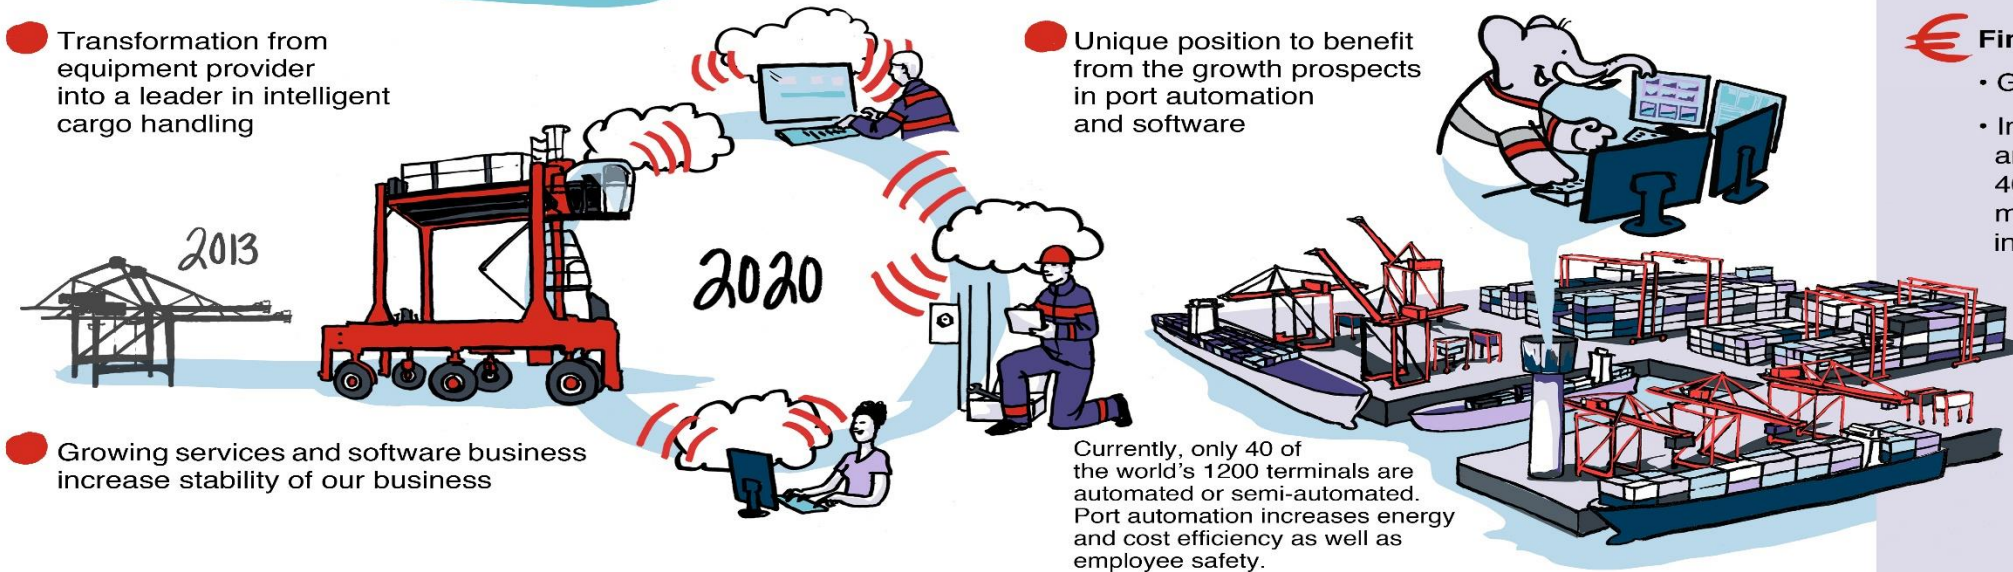 Transformation from
equipment provider
into a leader in intelligent
cargo handling
2013
2020
Growing services and software business
increase stability of our business
Unique position to benefit
from the growth prospects
in port automation
and software
Currently, only 40 of
the world's 1200 terminals are
automated or semi-automated.
Port automation increases energy
and cost efficiency as well as
employee safety.
€